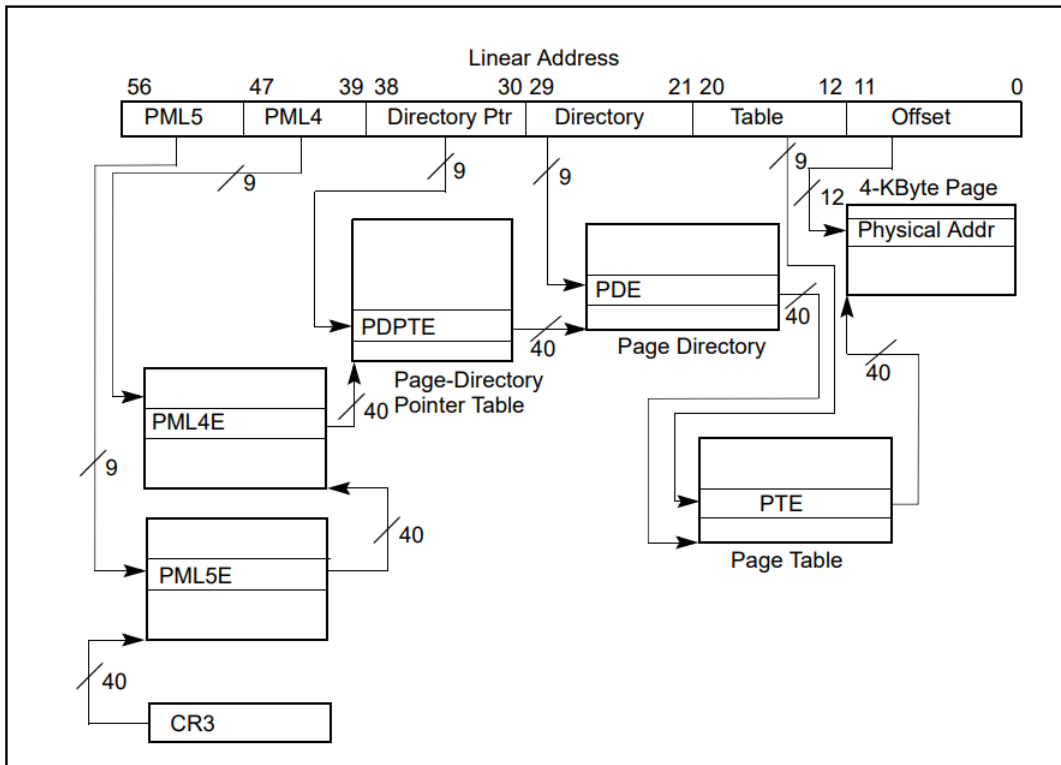 Linear Address
56 47 39 38 30 29 21 20 12 11 0
PML5 PML4 Directory Ptr Directory Table Offset
9 9 9 9
4-KByte Page
12
Physical Addr
PDE
PDPTE 40 40
Page Directory
40
Page-Directory
Pointer Table
40
PML4E
9
PTE
40
Page Table
PML5E
40
CR3